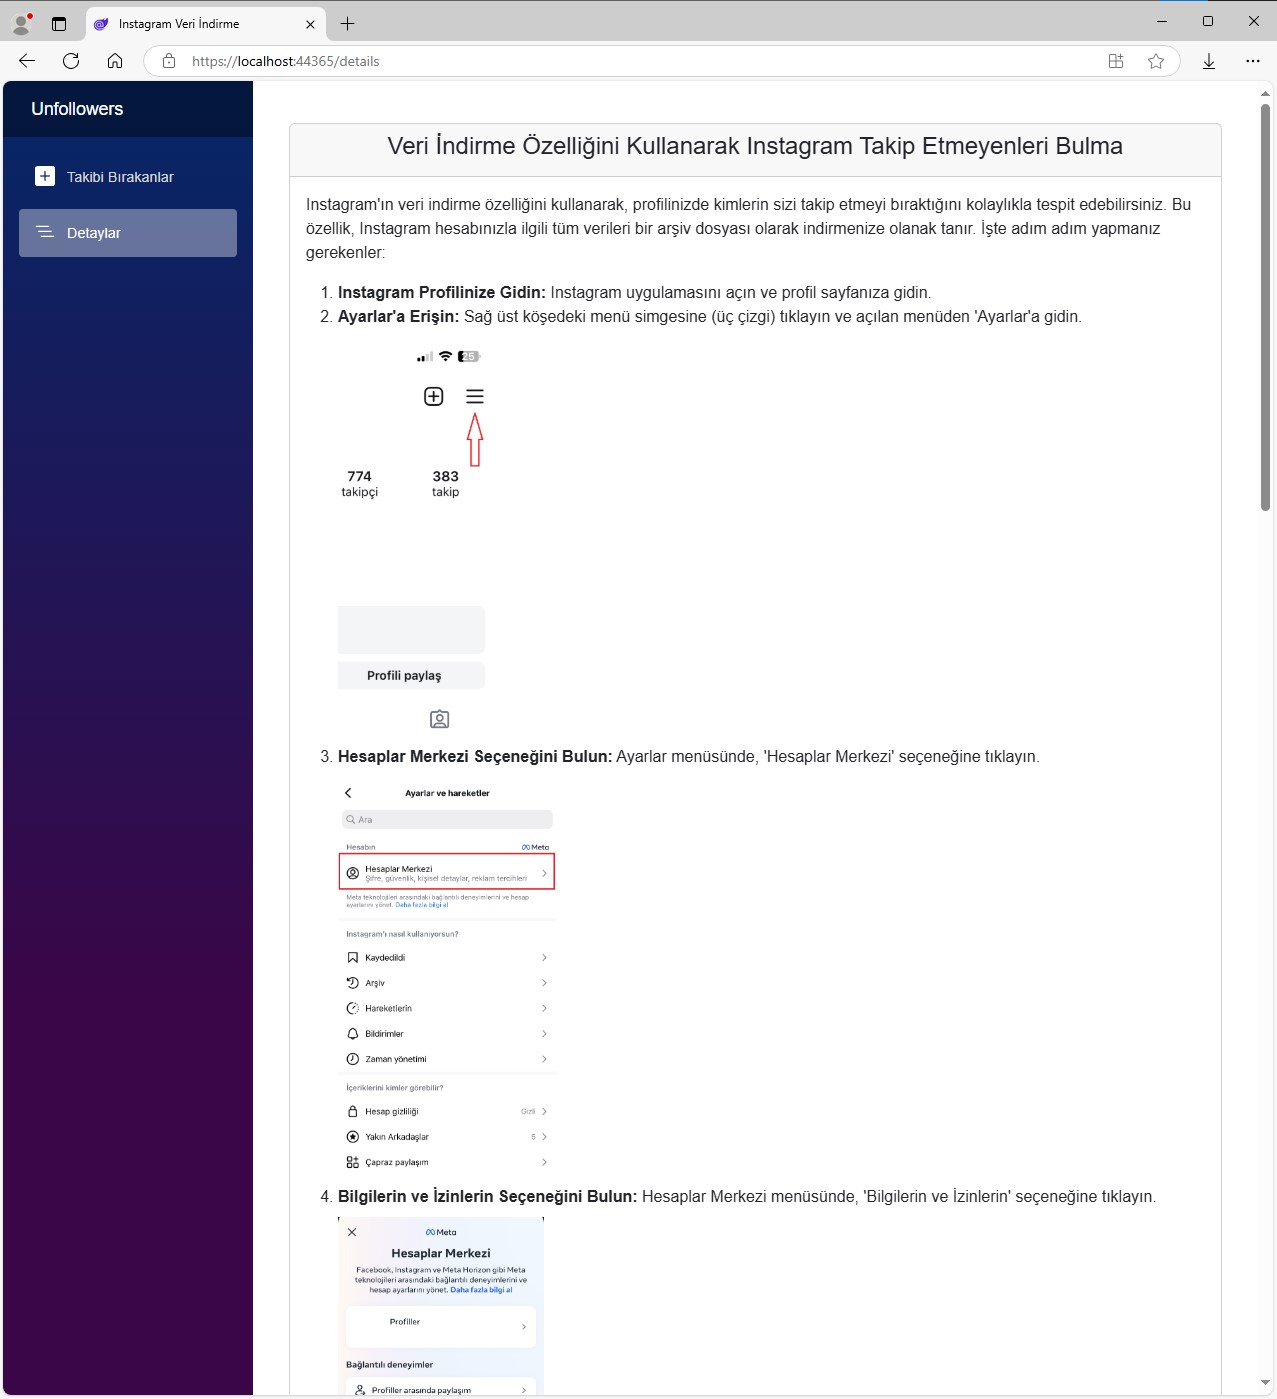 Instagram Veri İndirme
https://localhost:44365/details
Unfollowers
Takibi Bırakanlar
Detaylar
Veri İndirme Özelliğini Kullanarak Instagram Takip Etmeyenleri Bulma
Instagram'ın veri indirme özelliğini kullanarak, profilinizde kimlerin sizi takip etmeyi bıraktığını kolaylıkla tespit edebilirsiniz. Bu
özellik, Instagram hesabınızla ilgili tüm verileri bir arşiv dosyası olarak indirmenize olanak tanır. İşte adım adım yapmanız
gerekenler:
1. Instagram Profilinize Gidin: Instagram uygulamasını açın ve profil sayfanıza gidin.
2. Ayarlar'a Erişin: Sağ üst köşedeki menü simgesine (üç çizgi) tıklayın ve açılan menüden 'Ayarlar'a gidin.
25
774 383
takipçi takip
Profili paylaş
3. Hesaplar Merkezi Seçeneğini Bulun: Ayarlar menüsünde, 'Hesaplar Merkezi' seçeneğine tıklayın.
Ayarlar ve hareketler
Ara
Hesabın Meta
Hesaplar Merkezi
Şifre, güvenlik, kişisel detaylar, reklam tercihleri
Meta teknolojileri arasındaki bağlantılı deneyimlerini ve hesap
ayarlarını yönet. Daha fazla bilgi al
Instagram'ı nasıl kullanıyorsun?
Kaydedildi
Arşiv
Hareketlerin
Bildirimler
Zaman yönetimi
İçeriklerini kimler görebilir?
Hesap gizliliği Gizli
Yakın Arkadaşlar 5
Çapraz paylaşım
4. Bilgilerin ve İzinlerin Seçeneğini Bulun: Hesaplar Merkezi menüsünde, 'Bilgilerin ve İzinlerin' seçeneğine tıklayın.
Meta
Hesaplar Merkezi
Facebook, Instagram ve Meta Horizon gibi Meta
teknolojileri arasındaki bağlantılı deneyimlerini ve
hesap ayarlarını yönet. Daha fazla bilgi al
Profiller
Bağlantılı deneyimler
Profiller arasında paylaşım